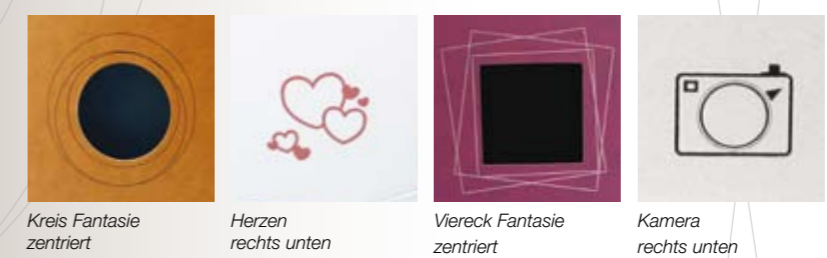 Kreis Fantasie
zentriert
Herzen
rechts unten
Viereck Fantasie
zentriert
Kamera
rechts unten